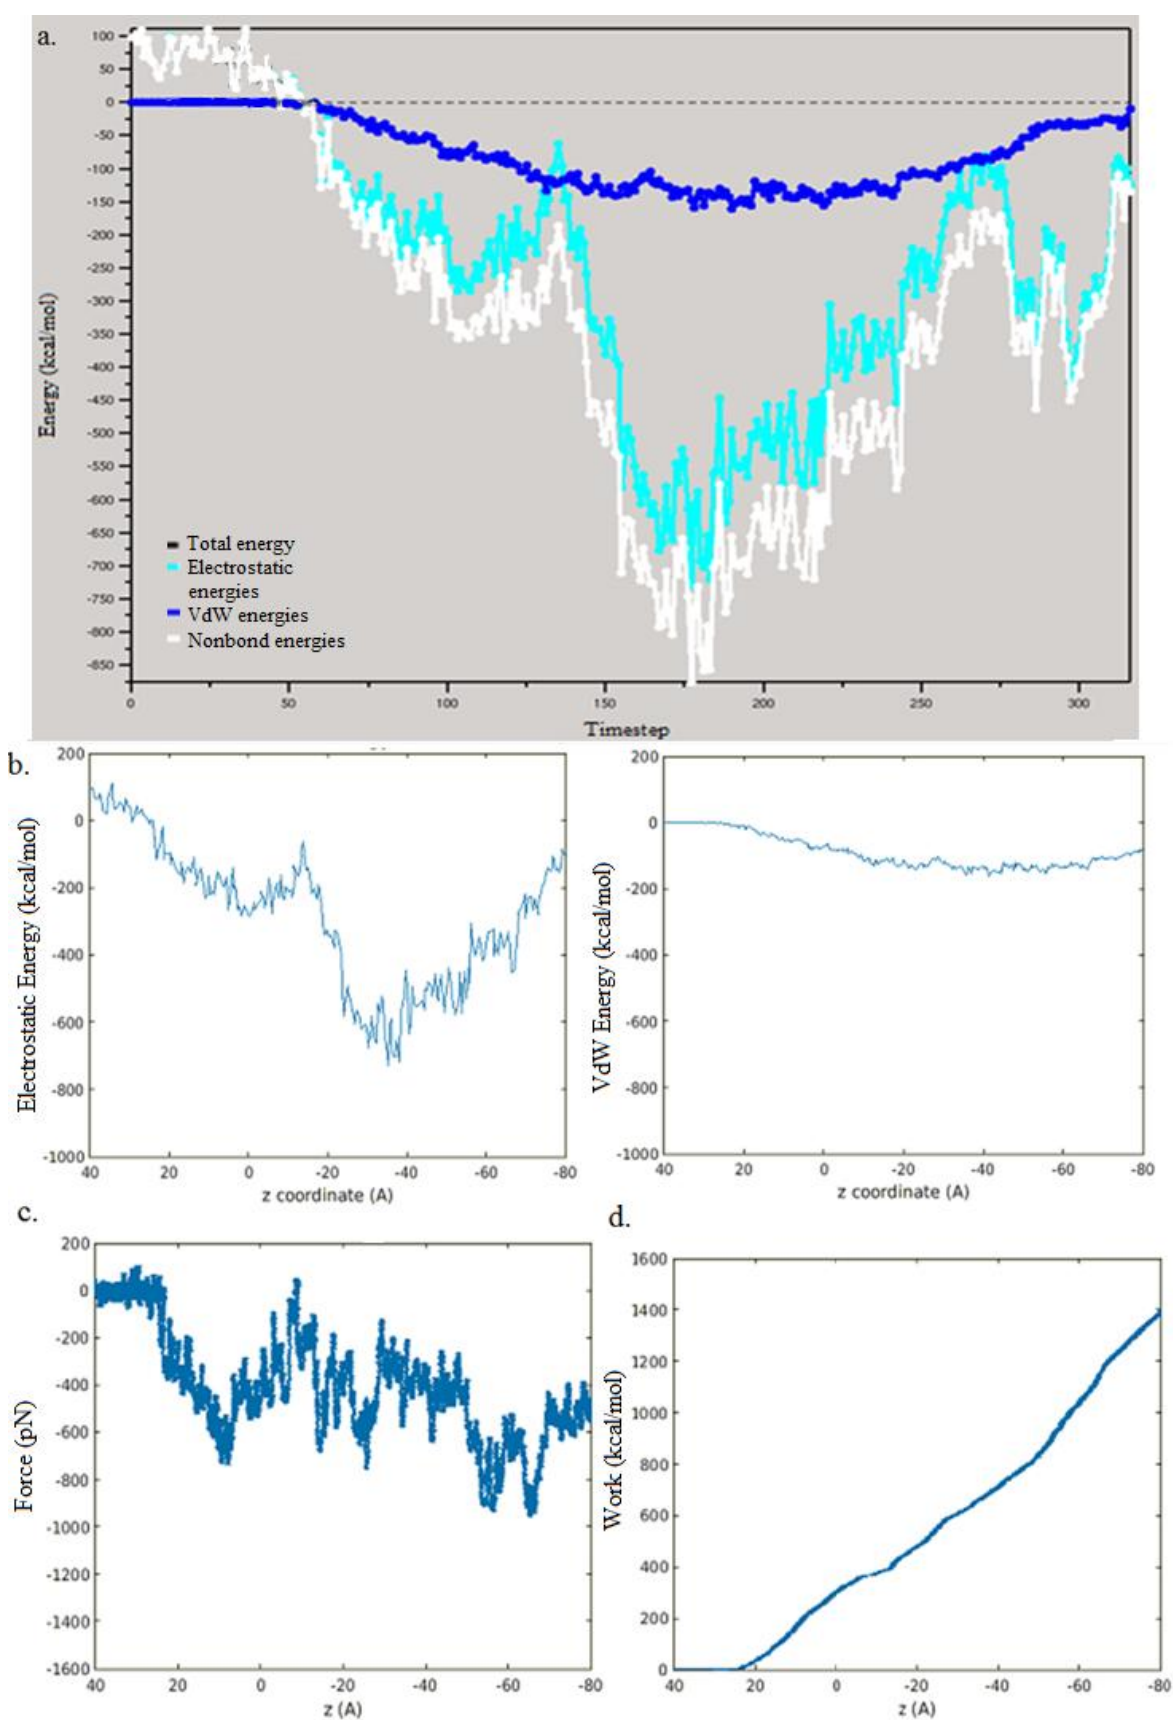 a.
100
50
0
-50
-100
-150
-200
-250
-300
-350
-400
-450
-500
-550
-600
-650
-700
-750
-800
-850
Energy (kcal/mol)
Total energy
Electrostatic
energies
VdW energies
Nonbond energies
0 50 100 150 200 250 300
Timestep
b.
200
0
-200
-400
-600
-800
-1000
Electrostatic Energy (kcal/mol)
40 20 0 -20 -40 -60 -80
z coordinate (A)
200
0
-200
-400
-600
-800
-1000
VdW Energy (kcal/mol)
40 20 0 -20 -40 -60 -80
z coordinate (A)
c.
200
0
-200
-400
-600
-800
-1000
-1200
-1400
-1600
Force (pN)
40 20 0 -20 -40 -60 -80
z (A)
d.
1600
1400
1200
1000
800
600
400
200
0
Work (kcal/mol)
40 20 0 -20 -40 -60 -80
z (A)